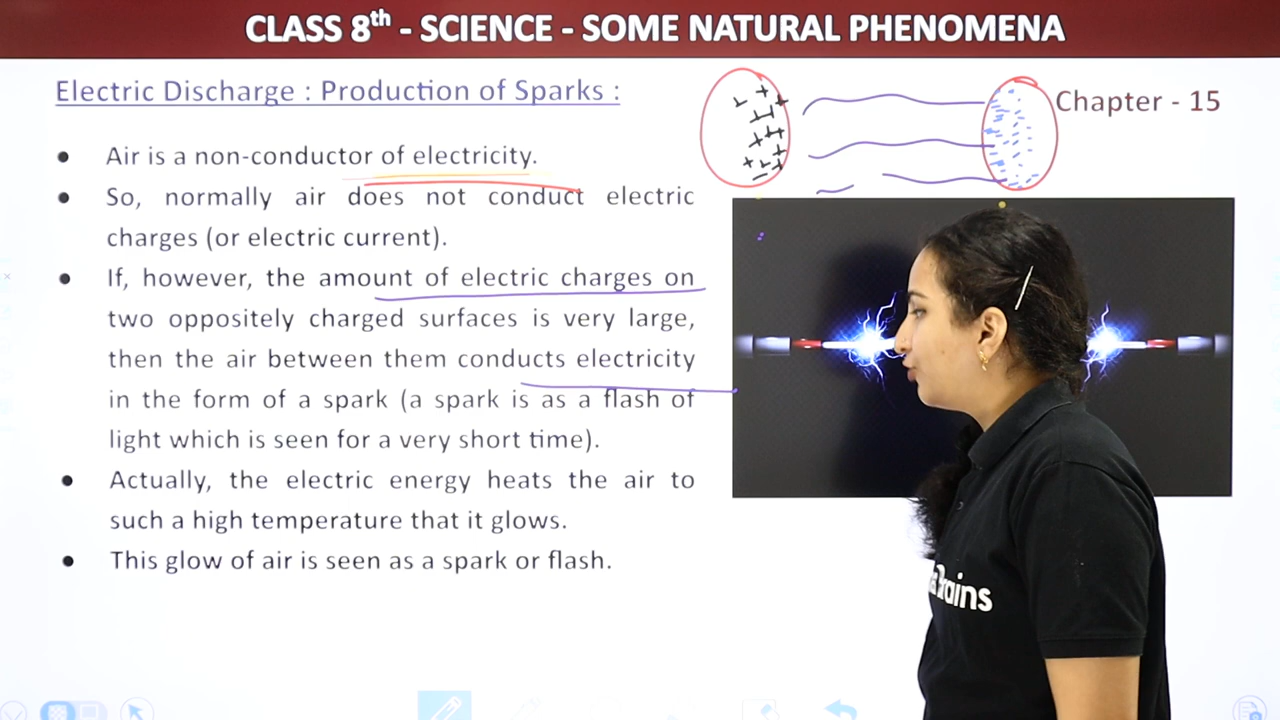 CLASS 8th - SCIENCE - SOME NATURAL PHENOMENA
Electric Discharge : Production of Sparks :
Chapter - 15
● Air is a non-conductor of electricity.
● So, normally air does not conduct electric
charges (or electric current).
● If, however, the amount of electric charges on
two oppositely charged surfaces is very large,
then the air between them conducts electricity
in the form of a spark (a spark is as a flash of
light which is seen for a very short time).
● Actually, the electric energy heats the air to
such a high temperature that it glows.
● This glow of air is seen as a spark or flash.